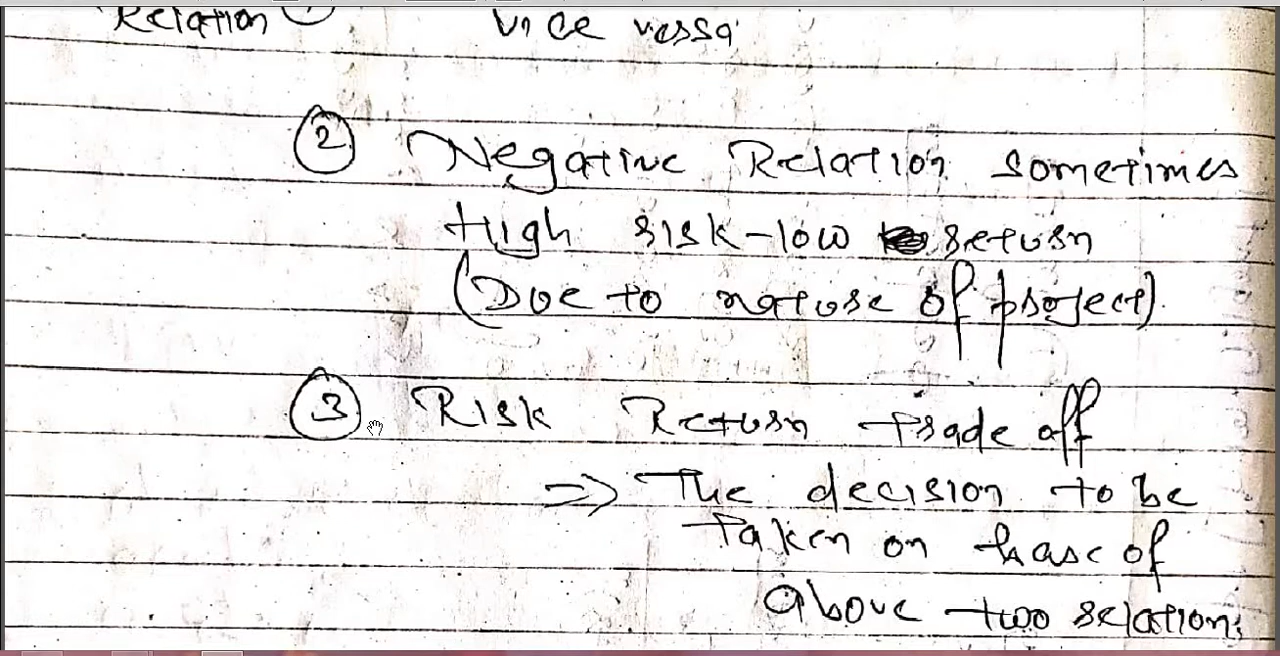 Relation
vice versa
② Negative Relation sometimes
High risk-low return
(Due to nature of project).
③ Risk Return trade off
⇒ The decision to be
taken on base of
above two relation: